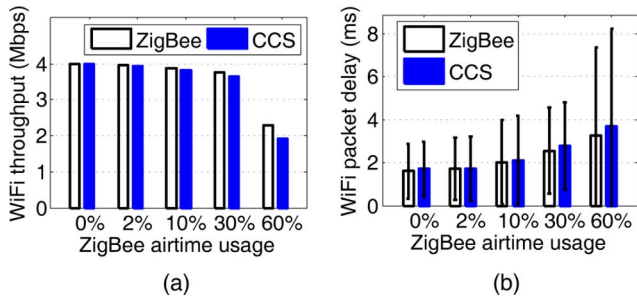 WiFi throughput (Mbps)
5
4
3
2
1
0
ZigBee
CCS
0% 2% 10% 30% 60%
ZigBee airtime usage
(a)
WiFi packet delay (ms)
8
6
4
2
0
ZigBee
CCS
0% 2% 10% 30% 60%
ZigBee airtime usage
(b)